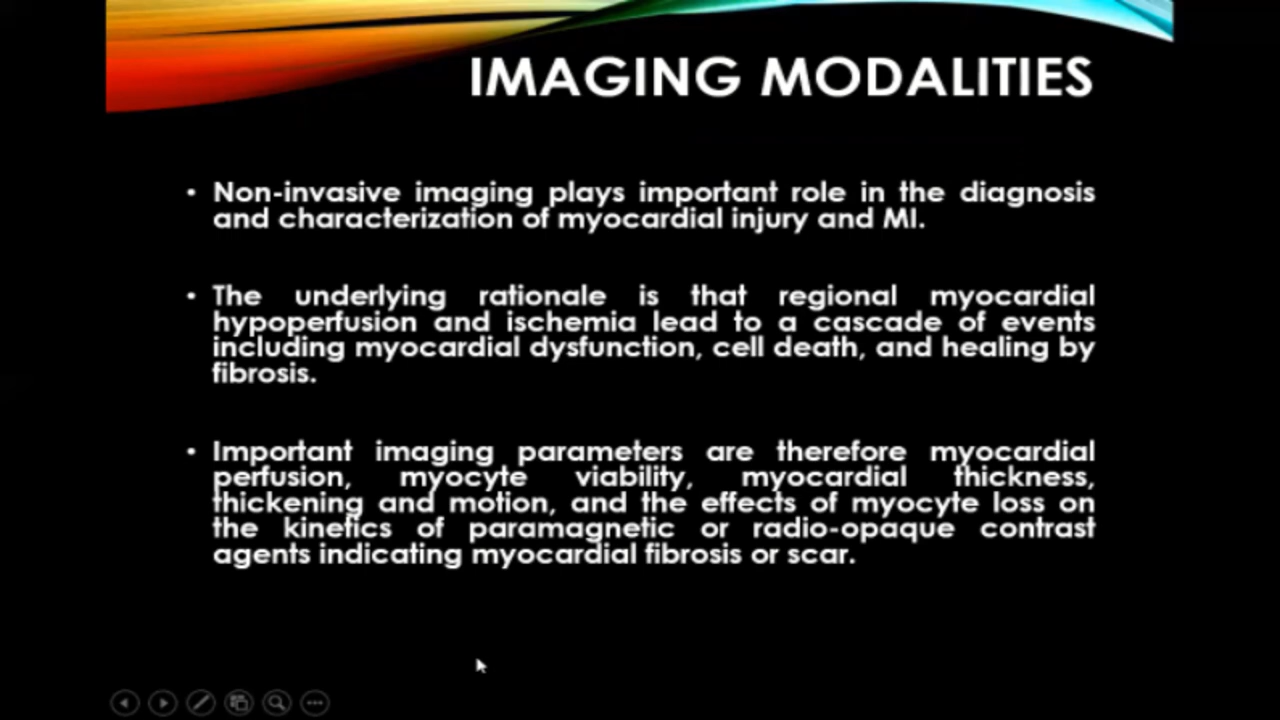 IMAGING MODALITIES
• Non-invasive imaging plays important role in the diagnosis
and characterization of myocardial injury and MI.
• The underlying rationale is that regional myocardial
hypoperfusion and ischemia lead to a cascade of events
including myocardial dysfunction, cell death, and healing by
fibrosis.
• Important imaging parameters are therefore myocardial
perfusion, myocyte viability, myocardial thickness,
thickening and motion, and the effects of myocyte loss on
the kinetics of paramagnetic or radio-opaque contrast
agents indicating myocardial fibrosis or scar.